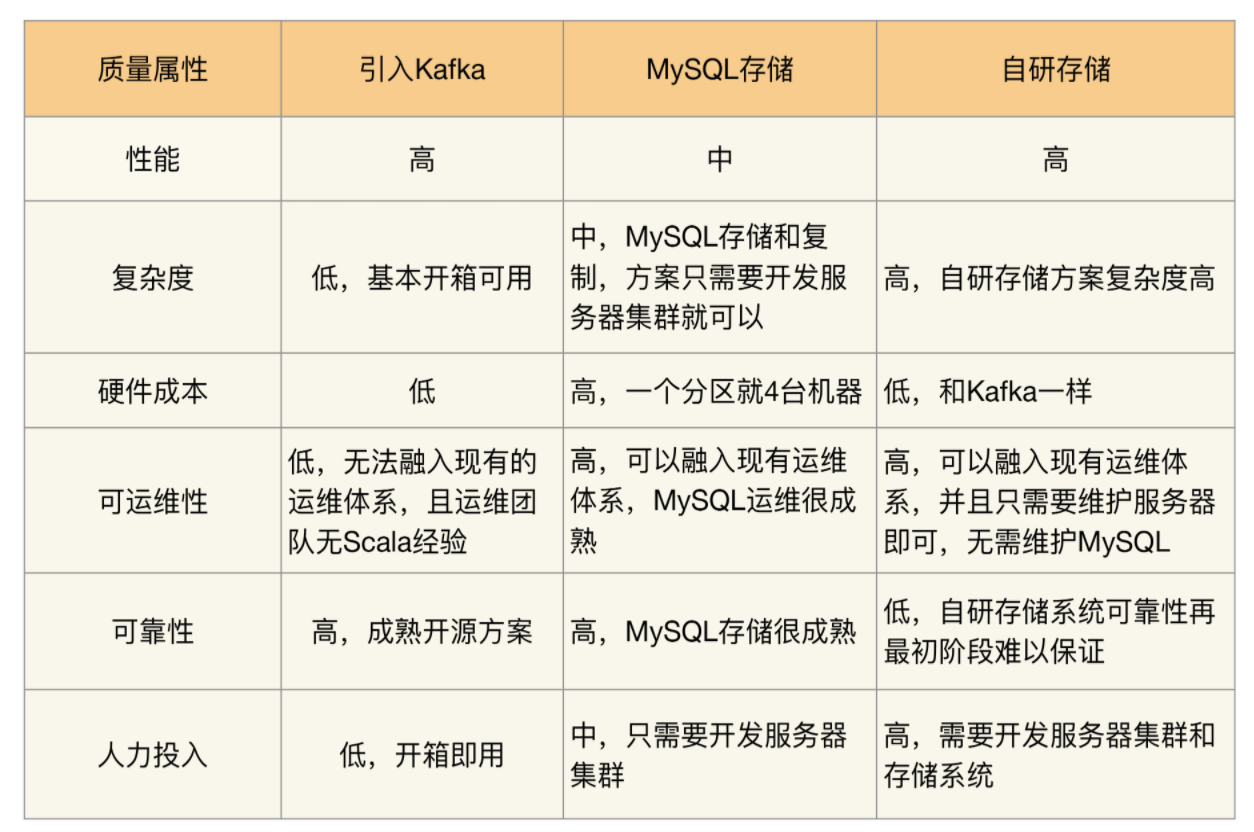 质量属性
引入Kafka
MySQL存储
自研存储
性能
高
中
高
复杂度
低，基本开箱可用
中，MySQL存储和复
制，方案只需要开发服
务器集群就可以
高，自研存储方案复杂度高
硬件成本
低
高，一个分区就4台机器
低，和Kafka一样
可运维性
低，无法融入现有的
运维体系，且运维团
队无Scala经验
高，可以融入现有运维
体系，MySQL运维很成
熟
高，可以融入现有运维体
系，并且只需要维护服务器
即可，无需维护MySQL
可靠性
高，成熟开源方案
高，MySQL存储很成熟
低，自研存储系统可靠性再
最初阶段难以保证
人力投入
低，开箱即用
中，只需要开发服务器
集群
高，需要开发服务器集群和
存储系统